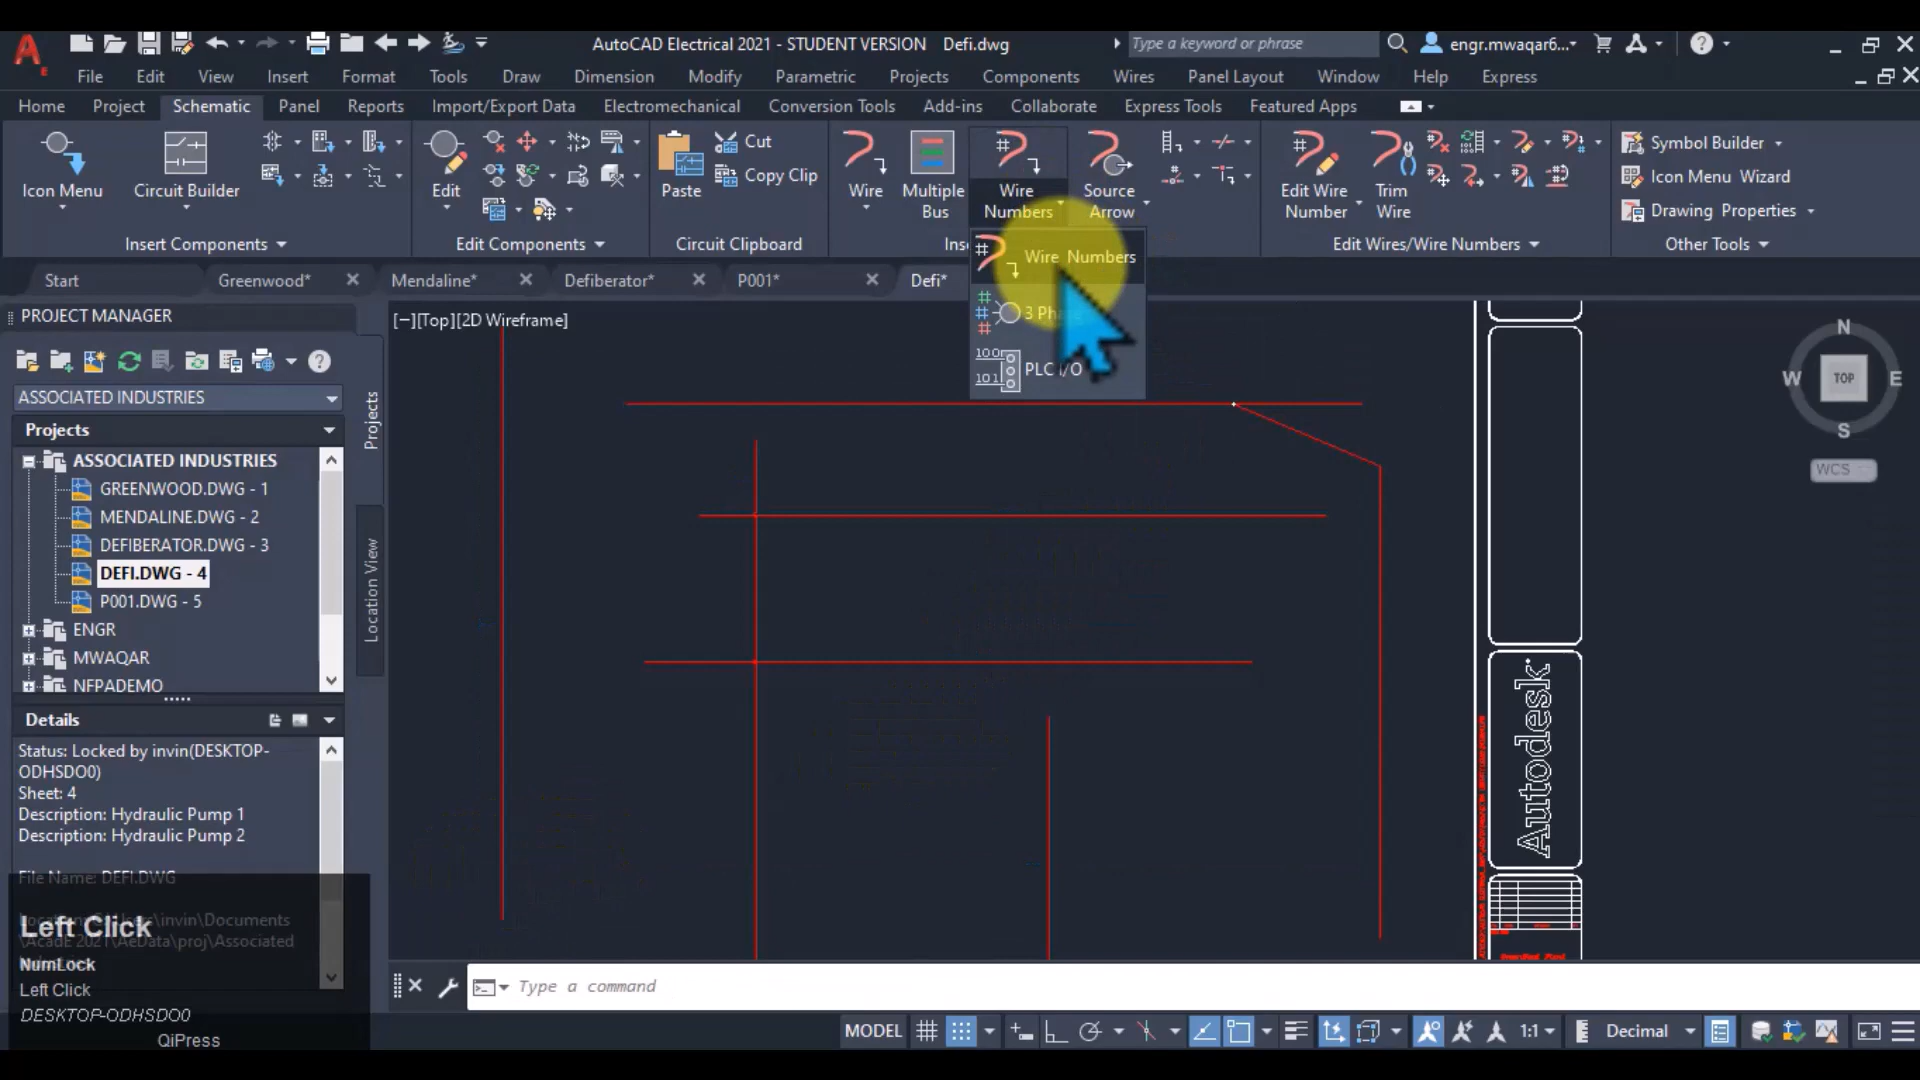 AutoCAD Electrical 2021 - STUDENT VERSION Defi.dwg
Type a keyword or phrase
engr.mwaqar6...
File Edit View Insert Format Tools Draw Dimension Modify Parametric Projects Components Wires Panel Layout Window Help Express
Home Project Schematic Panel Reports Import/Export Data Electromechanical Conversion Tools Add-ins Collaborate Express Tools Featured Apps
Icon Menu
Circuit Builder
Insert Components
Edit
Edit Components
Paste
Cut
Copy Clip
Circuit Clipboard
Wire
Multiple Bus
Wire Numbers
Source Arrow
Edit Wire Number
Trim Wire
Edit Wires/Wire Numbers
Symbol Builder
Icon Menu Wizard
Drawing Properties
Other Tools
Wire Numbers
PLC I/O
Start Greenwood* Mendaline* Defiberator* P001* Defi*
PROJECT MANAGER
[−][Top][2D Wireframe]
ASSOCIATED INDUSTRIES
Projects
ASSOCIATED INDUSTRIES
GREENWOOD.DWG - 1
MENDALINE.DWG - 2
DEFIBERATOR.DWG - 3
DEFI.DWG - 4
P001.DWG - 5
ENGR
MWAQAR
NFPADEMO
Projects
Location View
Details
Status: Locked by invin(DESKTOP-
ODHSDO0)
Sheet: 4
Description: Hydraulic Pump 1
Description: Hydraulic Pump 2
File Name: DEFI.DWG
Left Click
NumLock
Left Click
DESKTOP-ODHSDO0
QiPress
N
W TOP E
S
WCS
Autodesk
Type a command
MODEL 1:1 Decimal